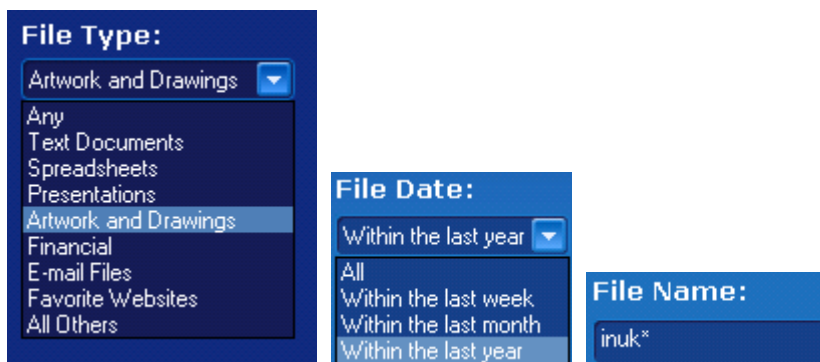 File Type:
Artwork and Drawings
Any
Text Documents
Spreadsheets
Presentations
Artwork and Drawings
Financial
E-mail Files
Favorite Websites
All Others
File Date:
Within the last year
All
Within the last week
Within the last month
Within the last year
File Name:
inuk*